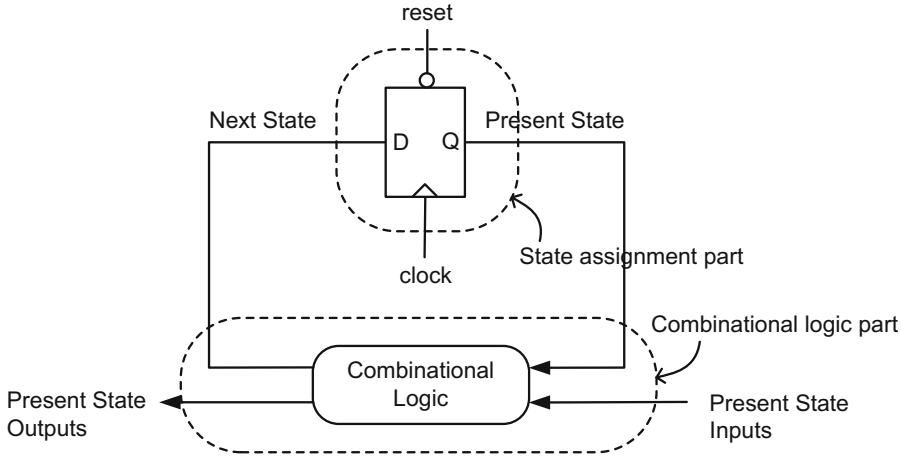 reset
Next State
Present State
D
Q
clock
State assignment part
Combinational logic part
Combinational
Logic
Present State
Outputs
Present State
Inputs